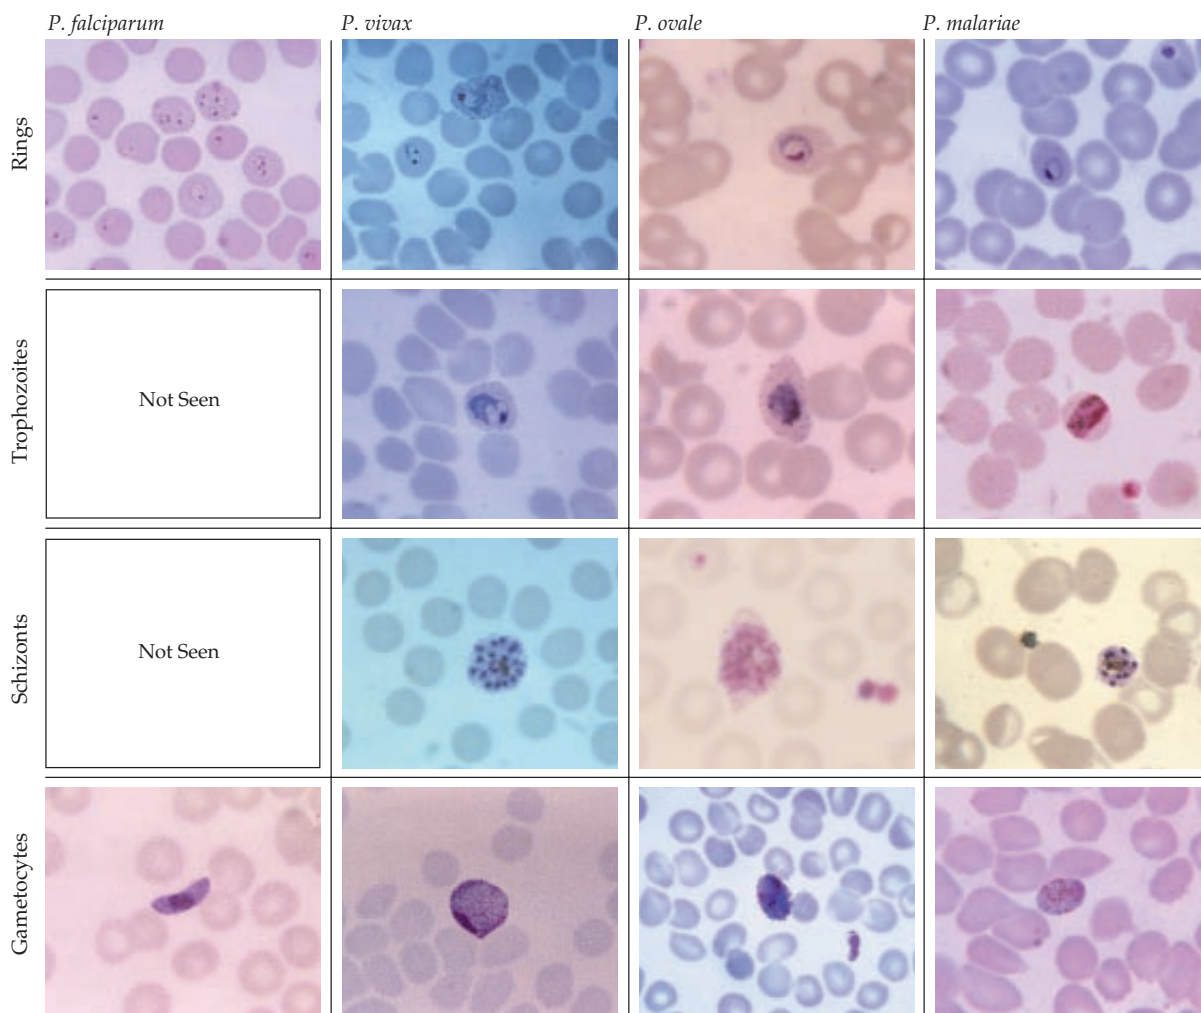 P. falciparum P. vivax P. ovale P. malariae
Rings
Trophozoites
Not Seen
Schizonts
Not Seen
Gametocytes